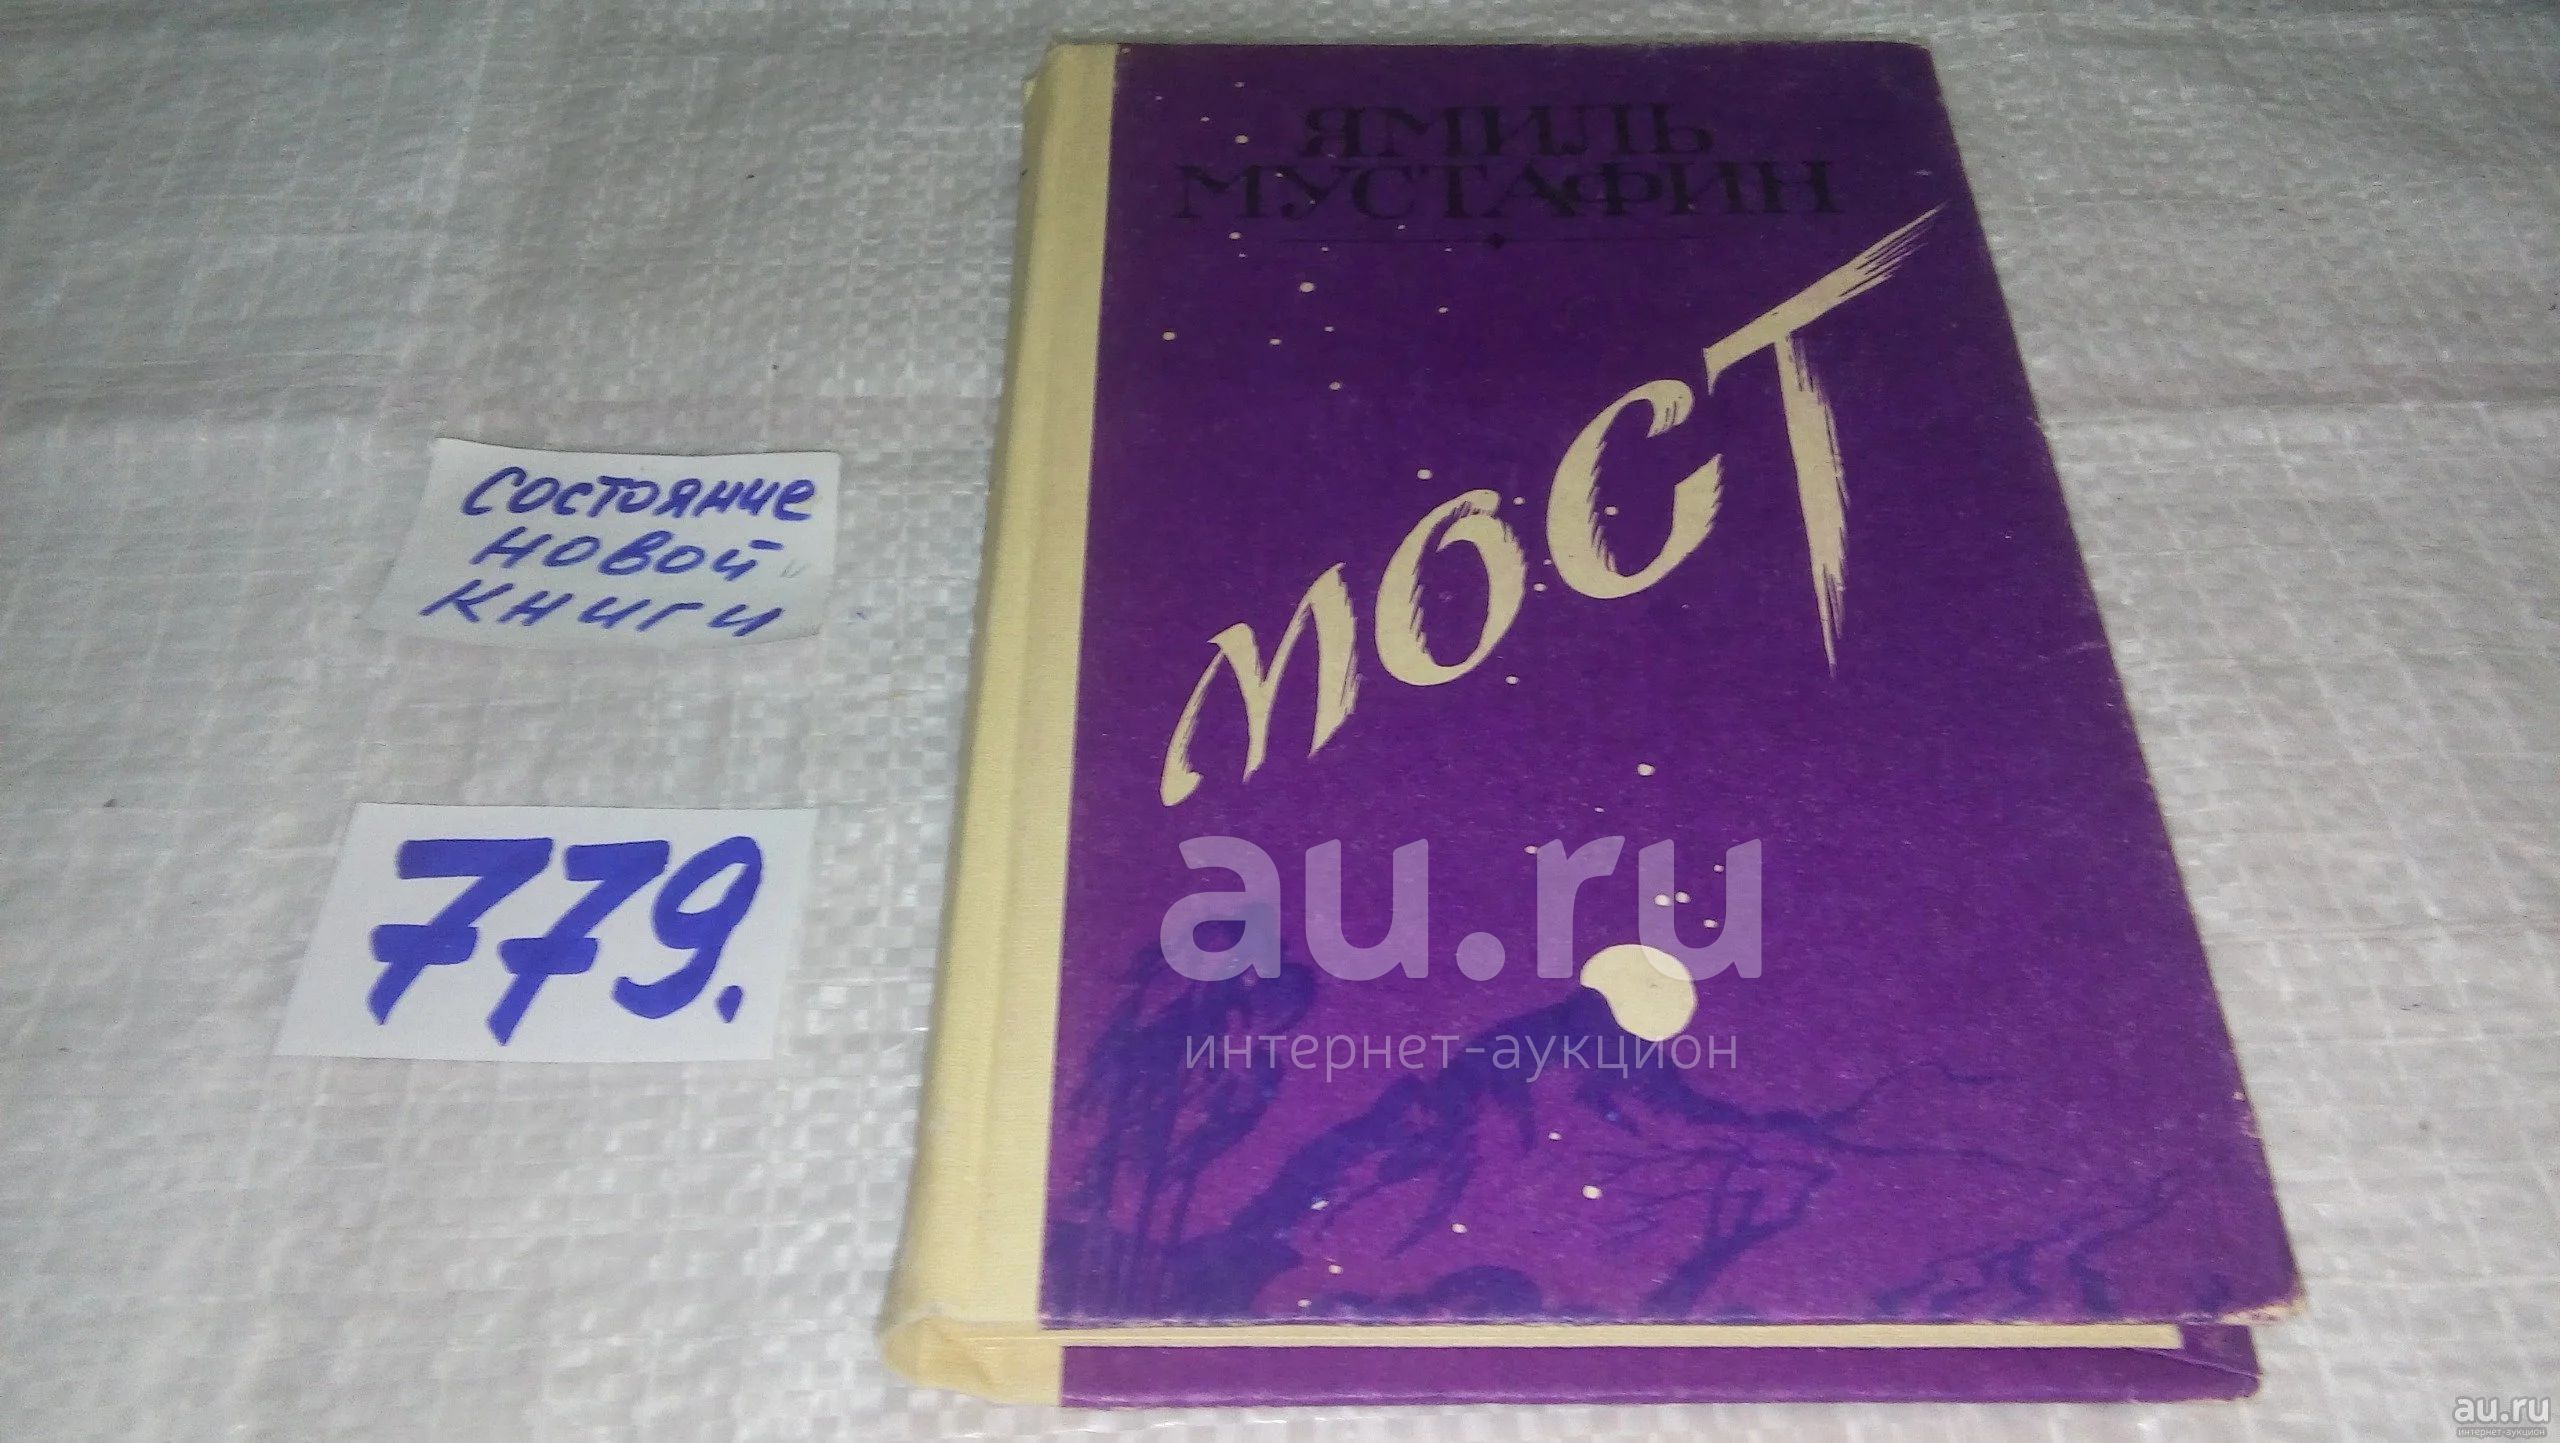 ЯМИЛЬ
МУСТАФИН
МОСТ
состояние
новой
книги
779.
au.ru
интернет-аукцион
au.ru
интернет-аукцион